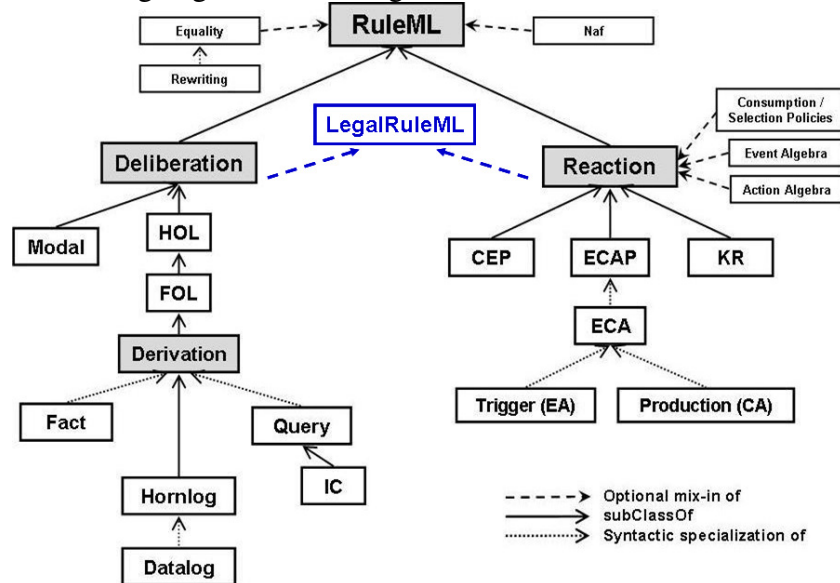 RuleML
Equality
Naf
Rewriting
LegalRuleML
Consumption /
Selection Policies
Event Algebra
Action Algebra
Deliberation
Reaction
Modal
HOL
CEP
ECAP
KR
FOL
ECA
Derivation
Fact
Query
Trigger (EA)
Production (CA)
Hornlog
IC
Datalog
Optional mix-in of
subClassOf
Syntactic specialization of